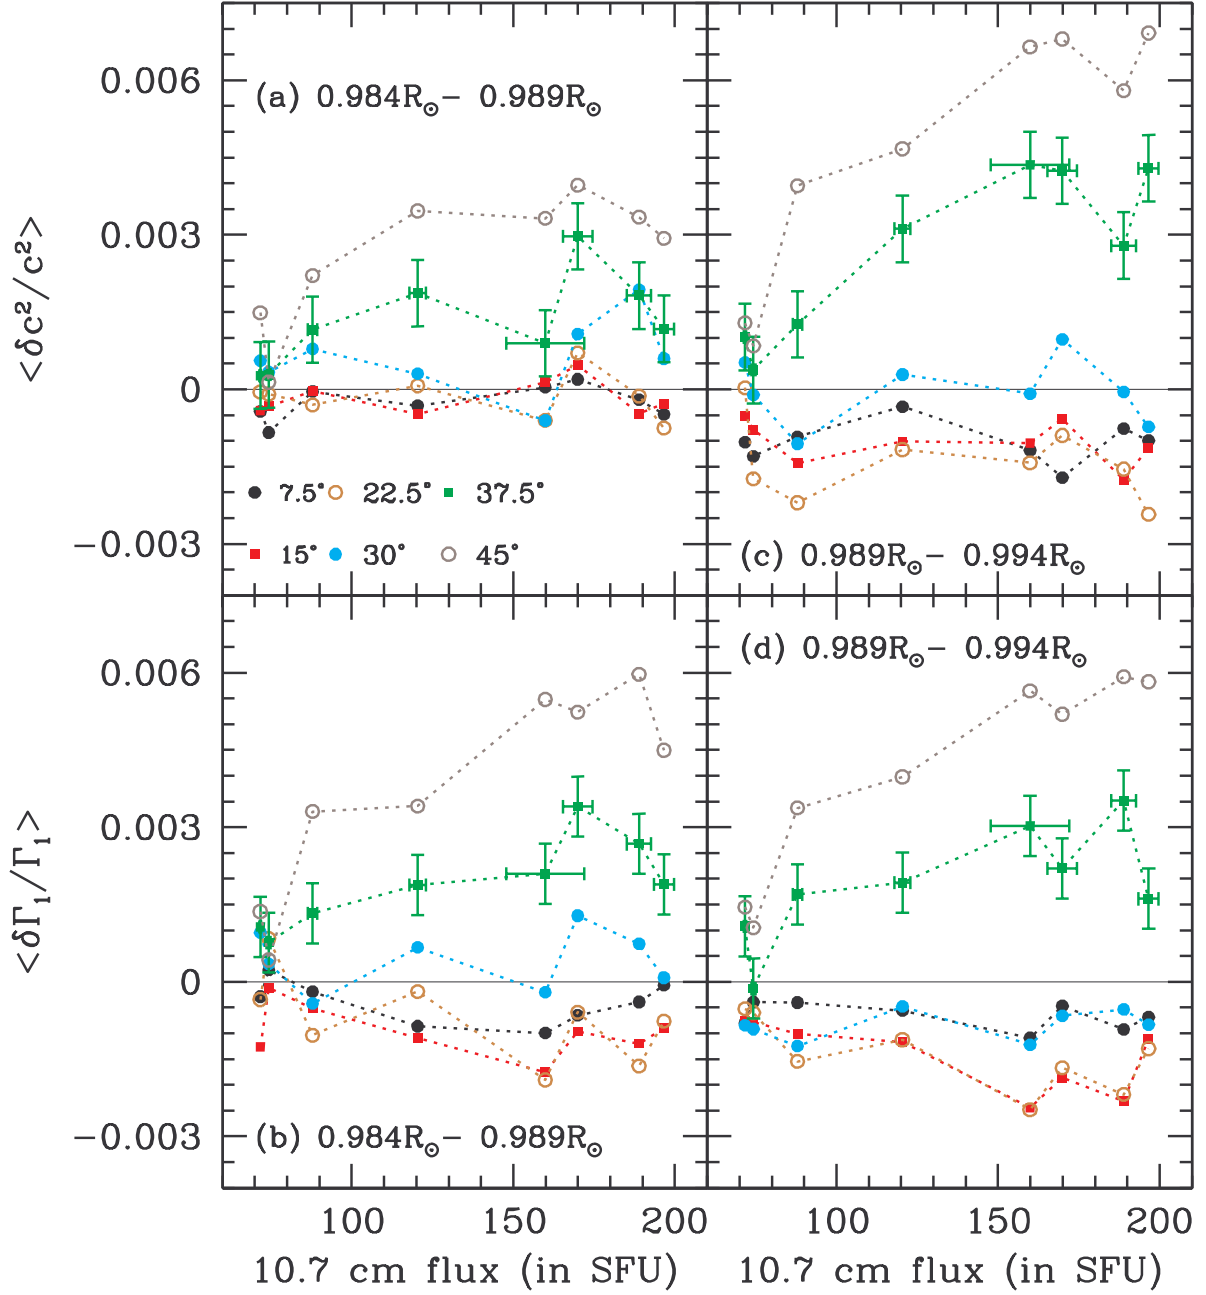 0.006
(a) 0.984R⊙− 0.989R⊙
0.003
<δc²/c²>
0
7.5° 22.5° 37.5°
15° 30° 45°
−0.003
(c) 0.989R⊙− 0.994R⊙
(d) 0.989R⊙− 0.994R⊙
0.006
0.003
<δΓ₁/Γ₁>
0
−0.003
(b) 0.984R⊙− 0.989R⊙
100 150 200 100 150 200
10.7 cm flux (in SFU) 10.7 cm flux (in SFU)